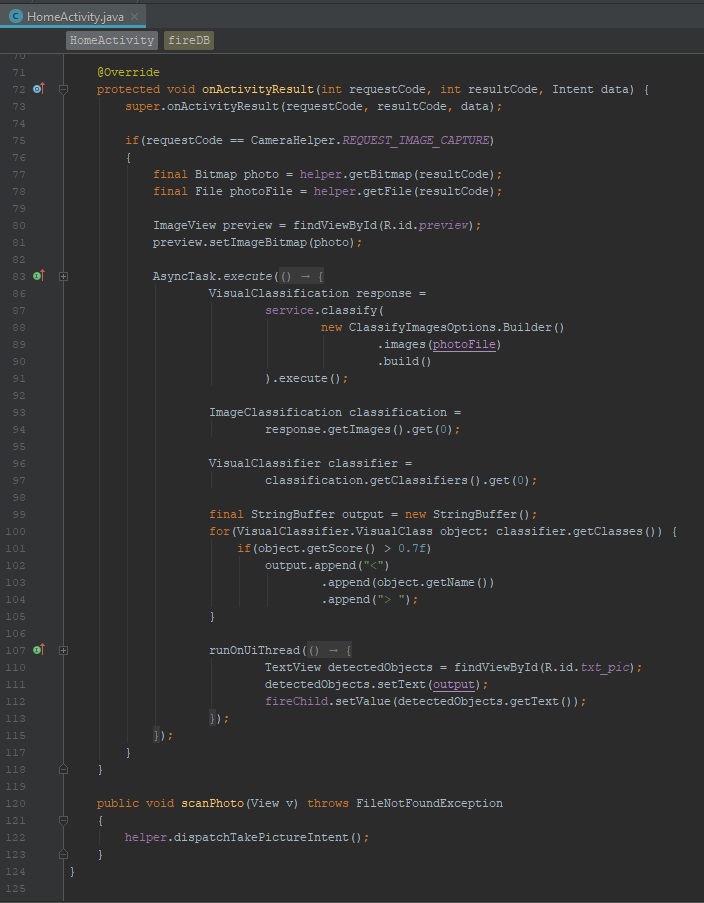 HomeActivity.java
HomeActivity fireDB
70
71 @Override
72 protected void onActivityResult(int requestCode, int resultCode, Intent data) {
73 super.onActivityResult(requestCode, resultCode, data);
74
75 if(requestCode == CameraHelper.REQUEST_IMAGE_CAPTURE)
76 {
77 final Bitmap photo = helper.getBitmap(resultCode);
78 final File photoFile = helper.getFile(resultCode);
79
80 ImageView preview = findViewById(R.id.preview);
81 preview.setImageBitmap(photo);
82
83 AsyncTask.execute(() → {
86 VisualClassification response =
87 service.classify(
88 new ClassifyImagesOptions.Builder()
89 .images(photoFile)
90 .build()
91 ).execute();
92
93 ImageClassification classification =
94 response.getImages().get(0);
95
96 VisualClassifier classifier =
97 classification.getClassifiers().get(0);
98
99 final StringBuffer output = new StringBuffer();
100 for(VisualClassifier.VisualClass object: classifier.getClasses()) {
101 if(object.getScore() > 0.7f)
102 output.append("<")
103 .append(object.getName())
104 .append("> ");
105 }
106
107 runOnUiThread(() → {
110 TextView detectedObjects = findViewById(R.id.txt_pic);
111 detectedObjects.setText(output);
112 fireChild.setValue(detectedObjects.getText());
113 });
115 });
117 }
118 }
119
120 public void scanPhoto(View v) throws FileNotFoundException
121 {
122 helper.dispatchTakePictureIntent();
123 }
124 }
125